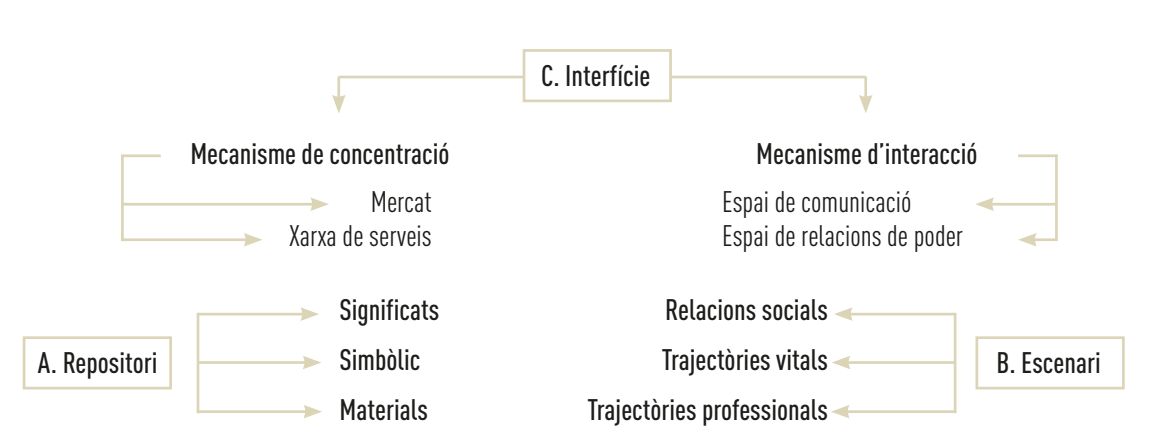 C. Interfície
Mecanisme de concentració
Mercat
Xarxa de serveis
Mecanisme d'interacció
Espai de comunicació
Espai de relacions de poder
A. Repositori
Significats
Simbòlic
Materials
Relacions socials
Trajectòries vitals
Trajectòries professionals
B. Escenari